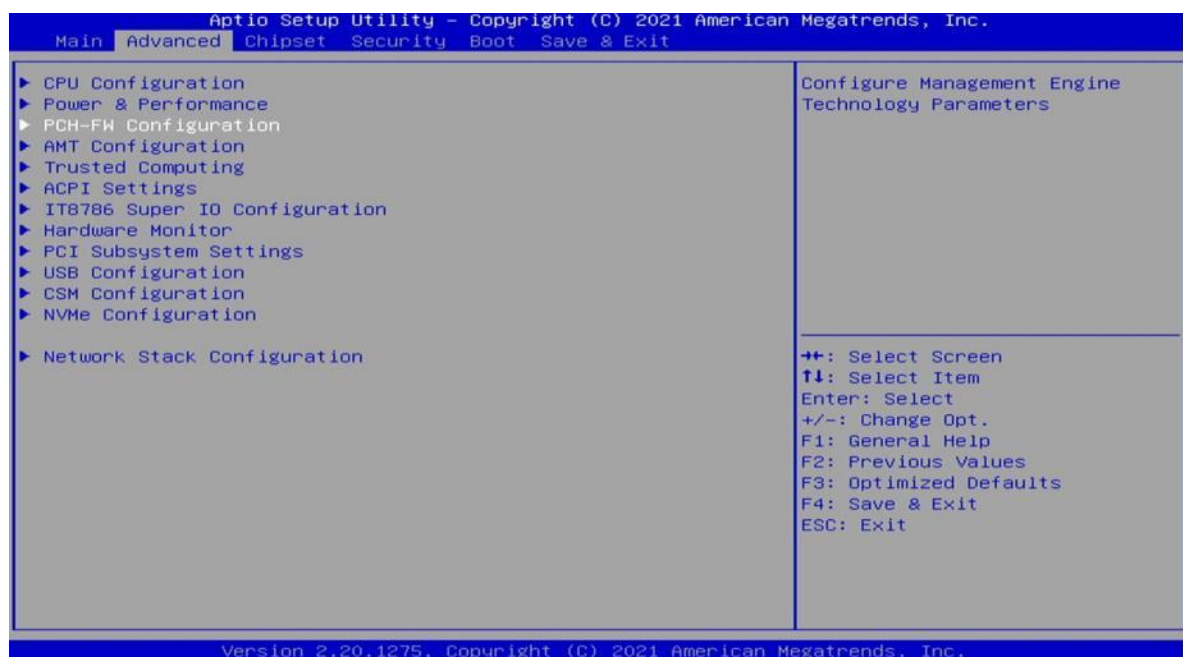 Aptio Setup Utility – Copyright (C) 2021 American Megatrends, Inc.
Main Advanced Chipset Security Boot Save & Exit
▶ CPU Configuration
▶ Power & Performance
▶ PCH-FW Configuration
▶ AMT Configuration
▶ Trusted Computing
▶ ACPI Settings
▶ IT8786 Super IO Configuration
▶ Hardware Monitor
▶ PCI Subsystem Settings
▶ USB Configuration
▶ CSM Configuration
▶ NVMe Configuration
▶ Network Stack Configuration
Configure Management Engine
Technology Parameters
→←: Select Screen
↑↓: Select Item
Enter: Select
+/-: Change Opt.
F1: General Help
F2: Previous Values
F3: Optimized Defaults
F4: Save & Exit
ESC: Exit
Version 2.20.1275. Copyright (C) 2021 American Megatrends, Inc.